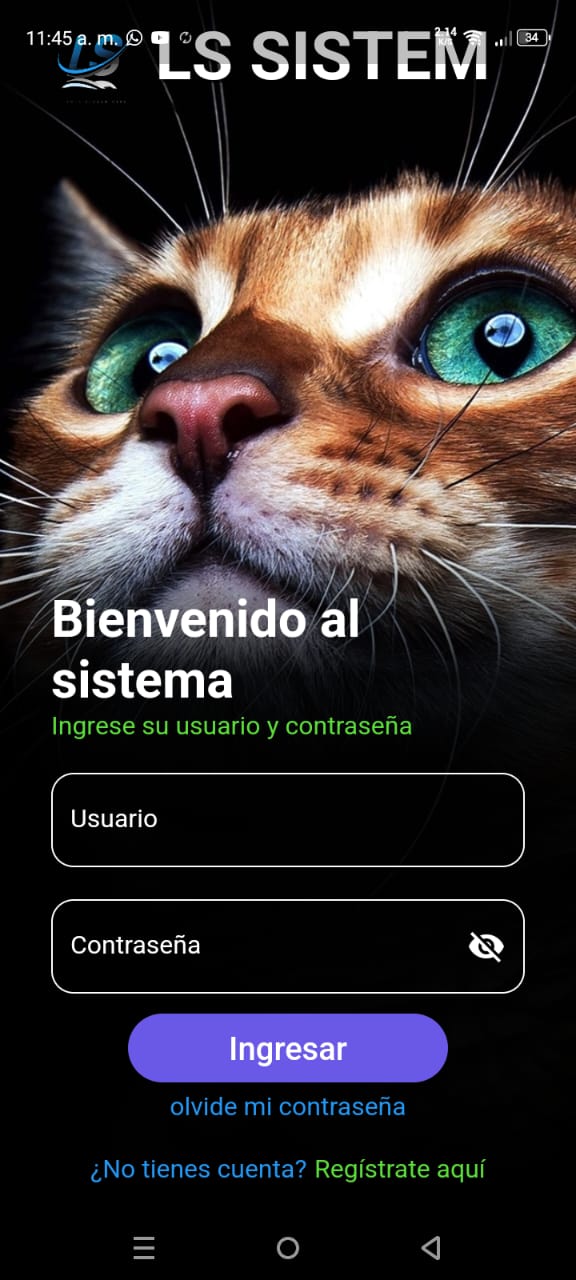 11:45 a. m.
2.14
K/s
34
LS
LS SISTEM
Bienvenido al
sistema
Ingrese su usuario y contraseña
Usuario
Contraseña
Ingresar
olvide mi contraseña
¿No tienes cuenta? Regístrate aquí